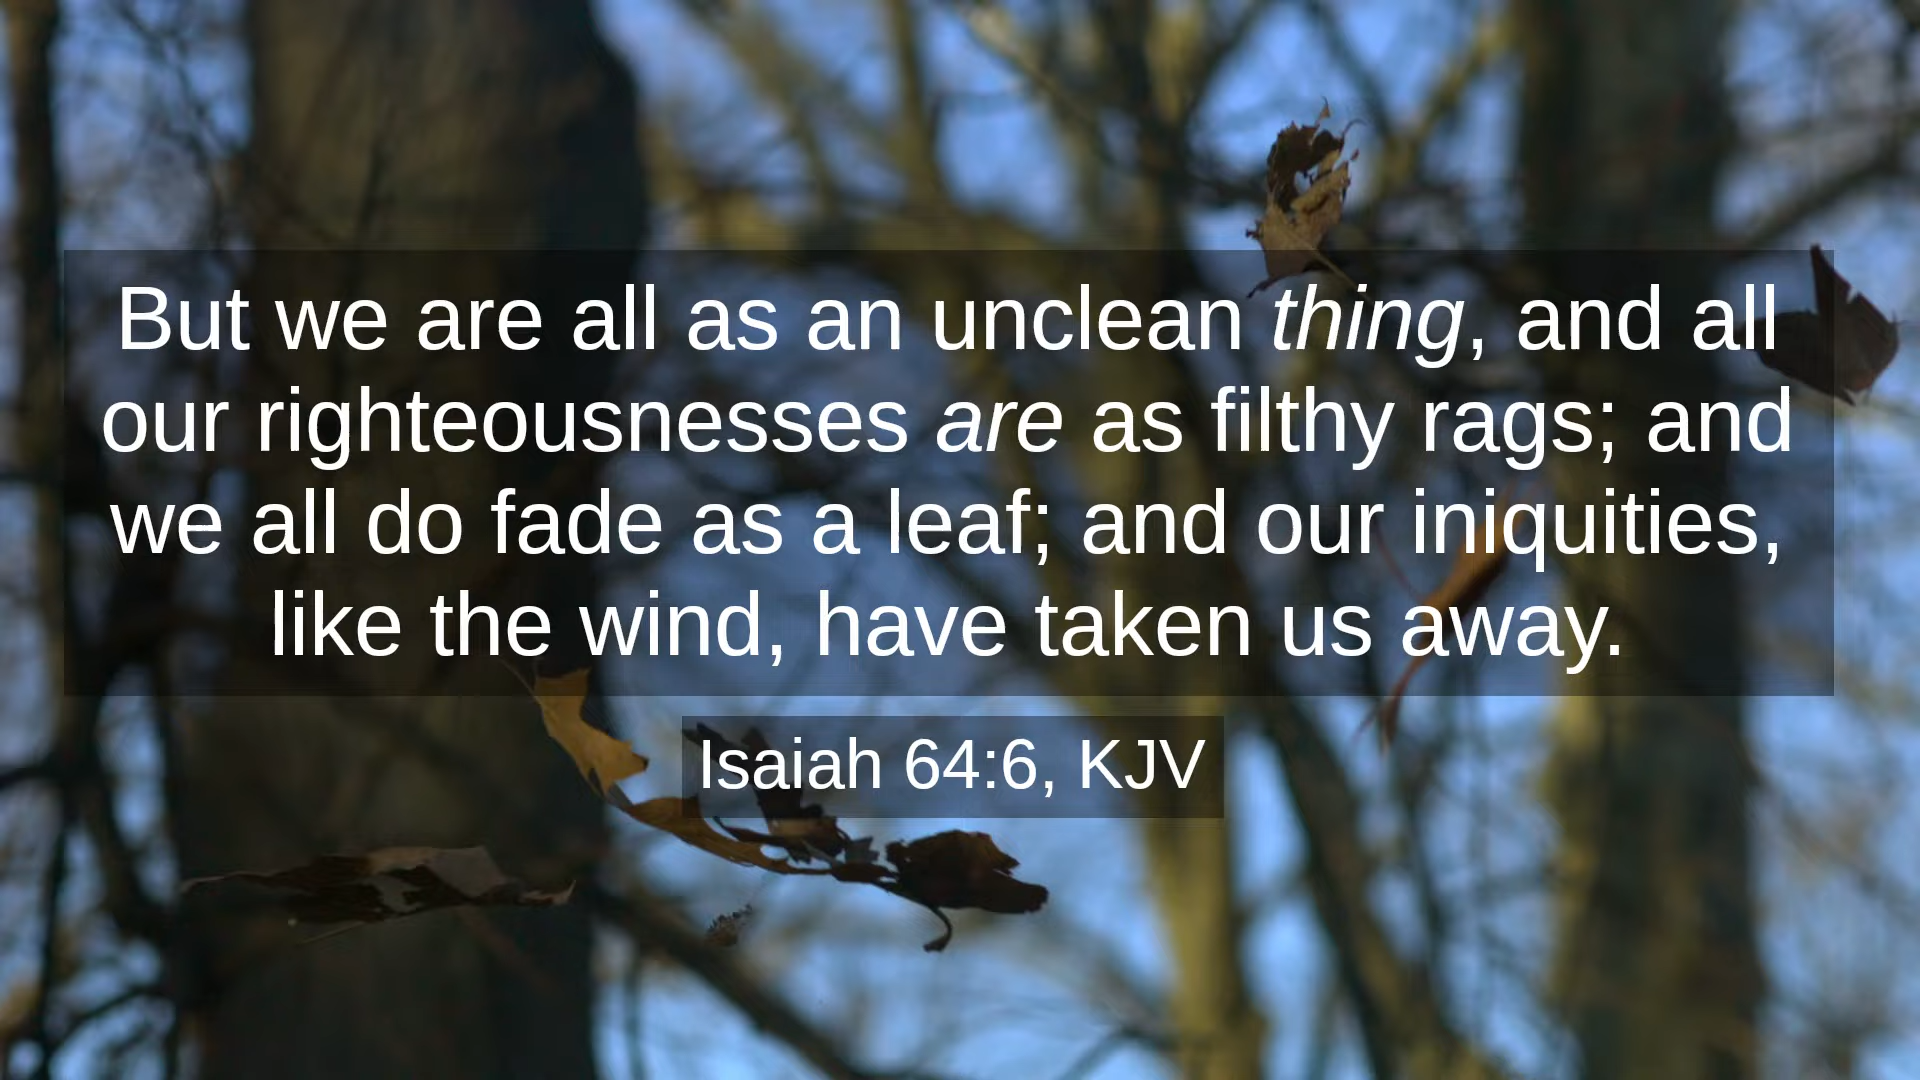 But we are all as an unclean thing, and all
our righteousnesses are as filthy rags; and
we all do fade as a leaf; and our iniquities,
like the wind, have taken us away.
Isaiah 64:6, KJV